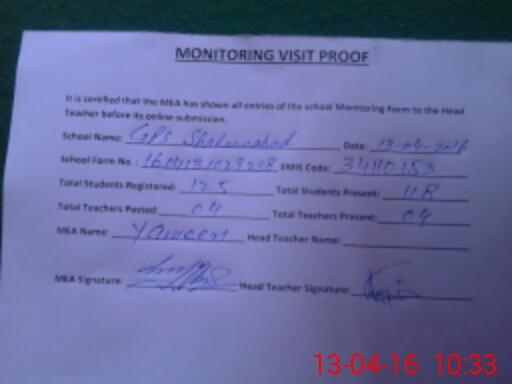 MONITORING VISIT PROOF
It is certified that the MEA has shown all entries of the school Monitoring Form to the Head
Teacher before its online submission.
School Name: GPS Date: 13-04-2016
School Form No.: EMIS Code: 34110153
Total Students Registered: 125 Total Students Present: 118
Total Teachers Posted: 04 Total Teachers Present: 04
MEA Name: Yameen Head Teacher Name:
MEA Signature: Head Teacher Signature:
13-04-16 10:33